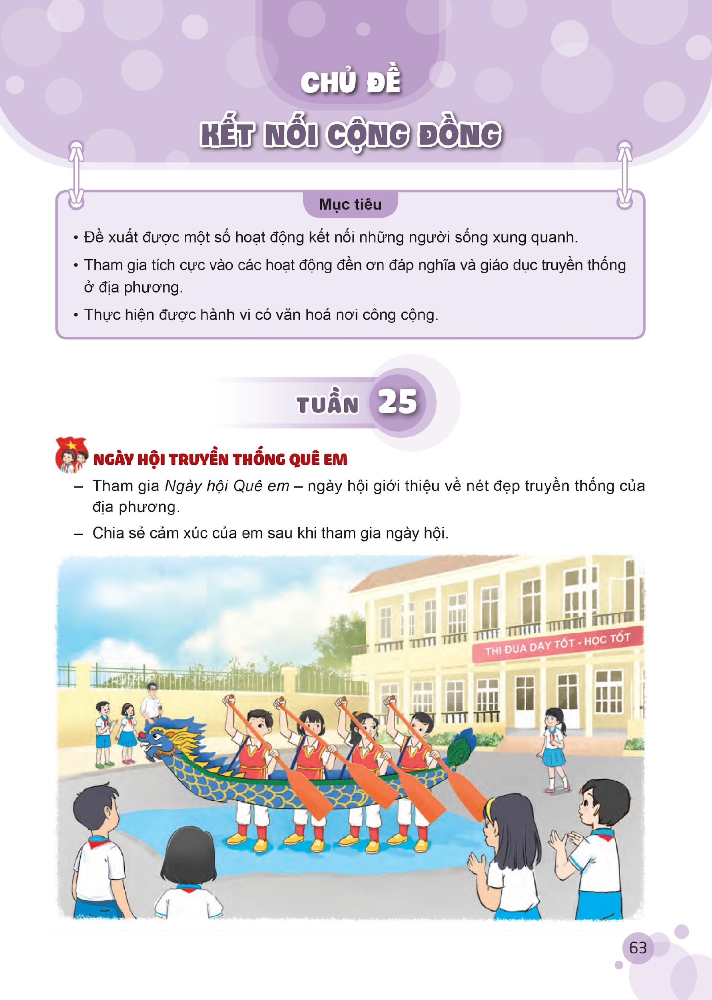 CHỦ ĐỀ
KẾT NỐI CỘNG ĐỒNG
Mục tiêu
• Đề xuất được một số hoạt động kết nối những người sống xung quanh.
• Tham gia tích cực vào các hoạt động đền ơn đáp nghĩa và giáo dục truyền thống
ở địa phương.
• Thực hiện được hành vi có văn hoá nơi công cộng.
TUẦN 25
NGÀY HỘI TRUYỀN THỐNG QUÊ EM
– Tham gia Ngày hội Quê em – ngày hội giới thiệu về nét đẹp truyền thống của
địa phương.
– Chia sẻ cảm xúc của em sau khi tham gia ngày hội.
THI ĐUA DẠY TỐT - HỌC TỐT
63